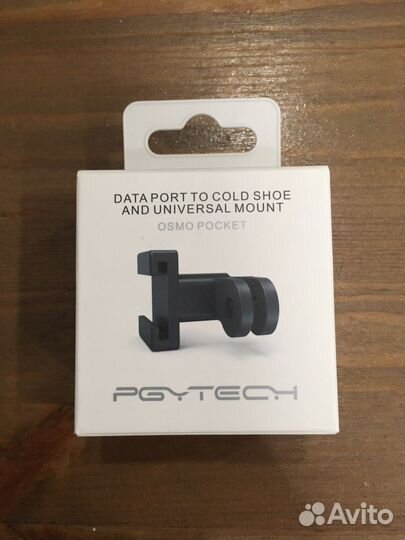 DATA PORT TO COLD SHOE
AND UNIVERSAL MOUNT
OSMO POCKET
PGYTECH
Avito